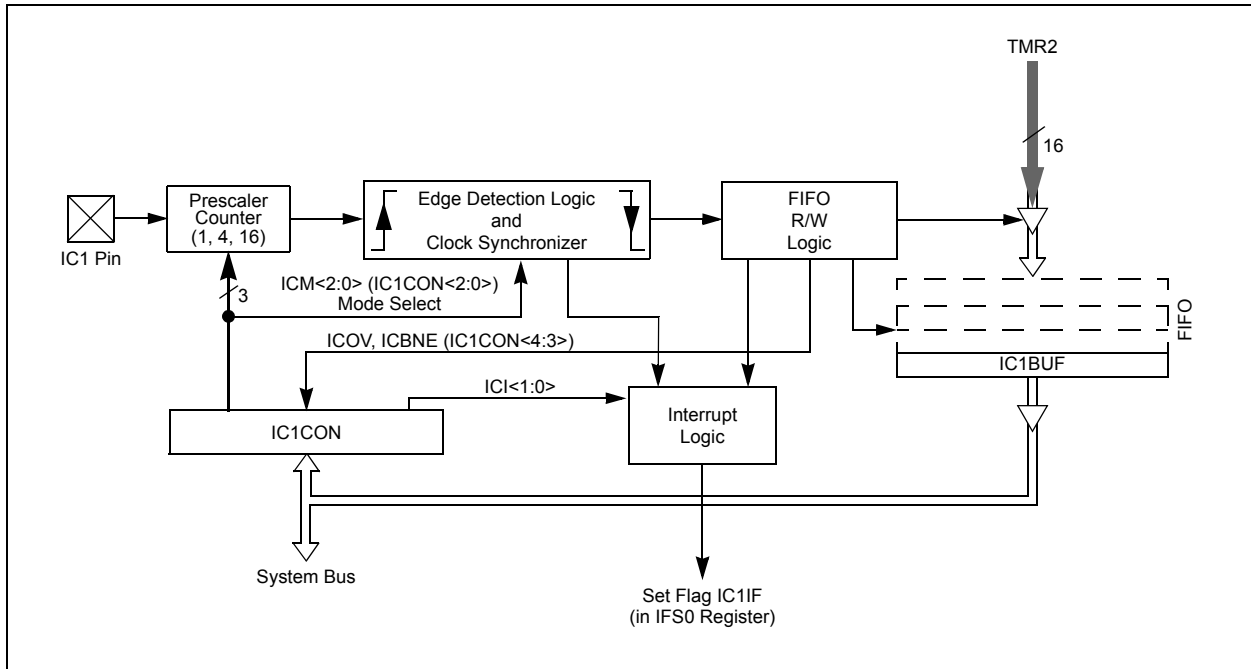 TMR2
16
Prescaler
Counter
(1, 4, 16)
Edge Detection Logic
and
Clock Synchronizer
FIFO
R/W
Logic
IC1 Pin
3
ICM<2:0> (IC1CON<2:0>)
Mode Select
FIFO
ICOV, ICBNE (IC1CON<4:3>)
IC1BUF
ICI<1:0>
IC1CON
Interrupt
Logic
System Bus
Set Flag IC1IF
(in IFS0 Register)